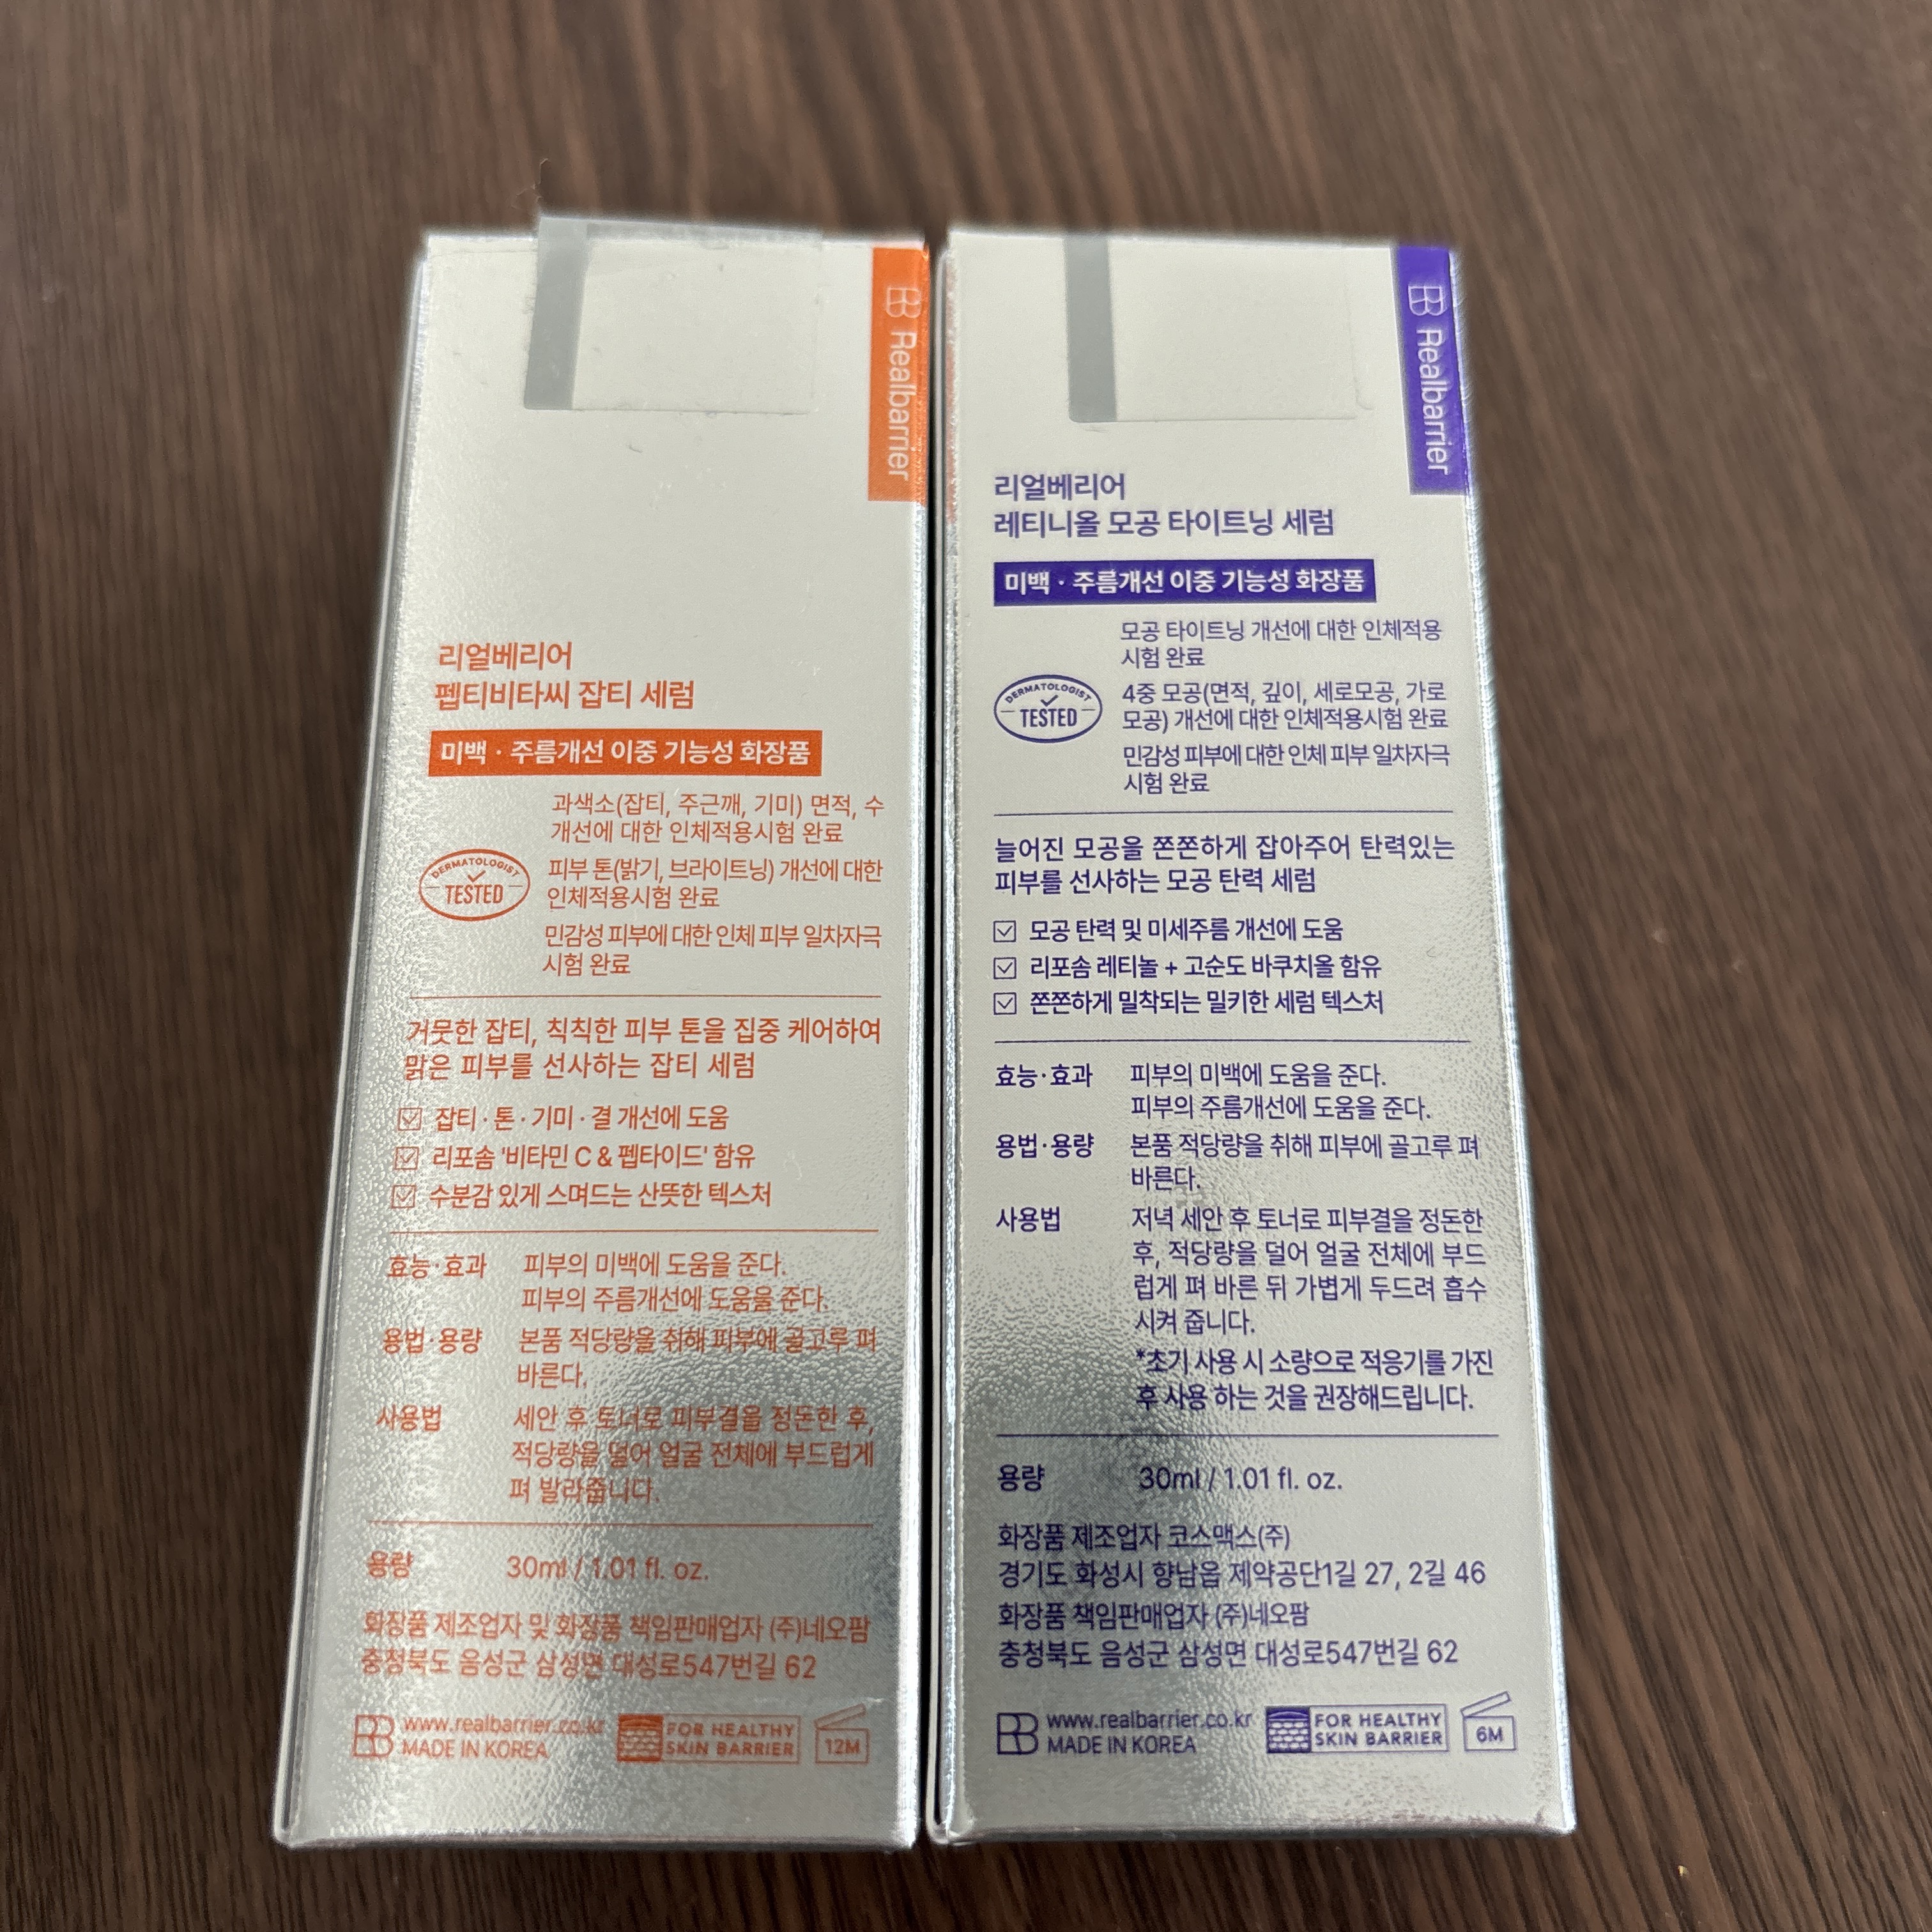 Realbarrier
리얼베리어
펩티비타씨 잡티 세럼
미백 · 주름개선 이중 기능성 화장품
과색소(잡티, 주근깨, 기미) 면적, 수
개선에 대한 인체적용시험 완료
DERMATOLOGIST
TESTED
피부 톤(밝기, 브라이트닝) 개선에 대한
인체적용시험 완료
민감성 피부에 대한 인체 피부 일차자극
시험 완료
거뭇한 잡티, 칙칙한 피부 톤을 집중 케어하여
맑은 피부를 선사하는 잡티 세럼
잡티 · 톤 · 기미 · 결 개선에 도움
리포솜 '비타민 C & 펩타이드' 함유
수분감 있게 스며드는 산뜻한 텍스처
효능·효과 피부의 미백에 도움을 준다.
피부의 주름개선에 도움을 준다.
용법·용량 본품 적당량을 취해 피부에 골고루 펴
바른다.
사용법 세안 후 토너로 피부결을 정돈한 후,
적당량을 덜어 얼굴 전체에 부드럽게
펴 발라줍니다.
용량 30ml / 1.01 fl. oz.
화장품 제조업자 및 화장품 책임판매업자 (주)네오팜
충청북도 음성군 삼성면 대성로547번길 62
www.realbarrier.co.kr
MADE IN KOREA
FOR HEALTHY
SKIN BARRIER
12M
Realbarrier
리얼베리어
레티니올 모공 타이트닝 세럼
미백 · 주름개선 이중 기능성 화장품
모공 타이트닝 개선에 대한 인체적용
시험 완료
DERMATOLOGIST
TESTED
4중 모공(면적, 깊이, 세로모공, 가로
모공) 개선에 대한 인체적용시험 완료
민감성 피부에 대한 인체 피부 일차자극
시험 완료
늘어진 모공을 쫀쫀하게 잡아주어 탄력있는
피부를 선사하는 모공 탄력 세럼
모공 탄력 및 미세주름 개선에 도움
리포솜 레티놀 + 고순도 바쿠치올 함유
쫀쫀하게 밀착되는 밀키한 세럼 텍스처
효능·효과 피부의 미백에 도움을 준다.
피부의 주름개선에 도움을 준다.
용법·용량 본품 적당량을 취해 피부에 골고루 펴
바른다.
사용법 저녁 세안 후 토너로 피부결을 정돈한
후, 적당량을 덜어 얼굴 전체에 부드
럽게 펴 바른 뒤 가볍게 두드려 흡수
시켜 줍니다.
*초기 사용 시 소량으로 적응기를 가진
후 사용 하는 것을 권장해드립니다.
용량 30ml / 1.01 fl. oz.
화장품 제조업자 코스맥스(주)
경기도 화성시 향남읍 제약공단1길 27, 2길 46
화장품 책임판매업자 (주)네오팜
충청북도 음성군 삼성면 대성로547번길 62
www.realbarrier.co.kr
MADE IN KOREA
FOR HEALTHY
SKIN BARRIER
6M